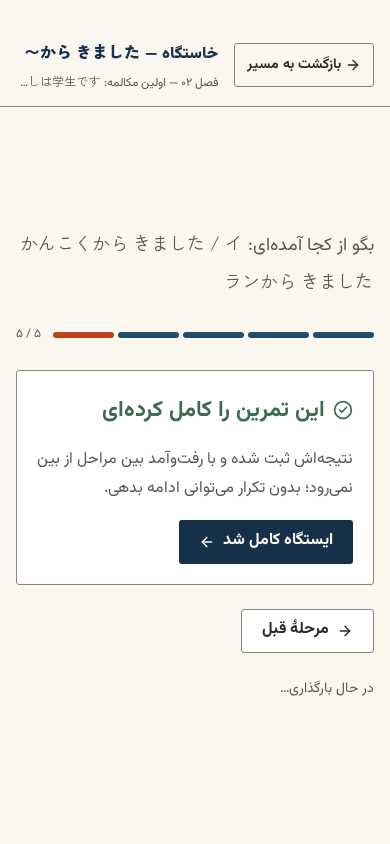 بازگشت به مسیر
خاستگاه — 〜から きました
فصل ۰۲ — اولین مکالمه: しは学生です...
بگو از کجا آمده‌ای: かんこくから きました / イ
ランから きました
۵ / ۵
این تمرین را کامل کرده‌ای
نتیجه‌اش ثبت شده و با رفت‌وآمد بین مراحل از بین
نمی‌رود؛ بدون تکرار می‌توانی ادامه بدهی.
ایستگاه کامل شد
مرحلهٔ قبل
در حال بارگذاری…